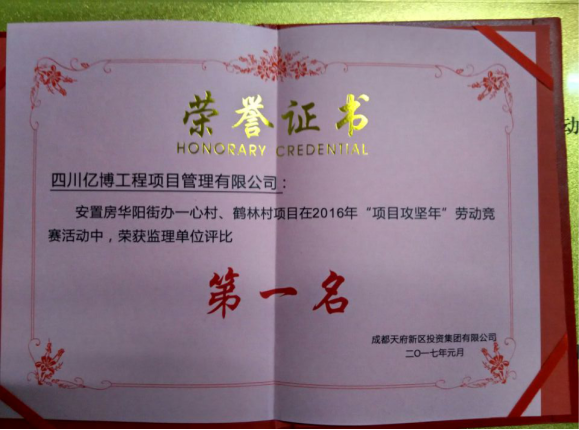 荣誉证书
HONORARY CREDENTIAL
四川亿博工程项目管理有限公司：
安置房华阳街办一心村、鹤林村项目在2016年“项目攻坚年”劳动竞
赛活动中，荣获监理单位评比
第一名
成都天府新区投资集团有限公司
二〇一七年元月
动